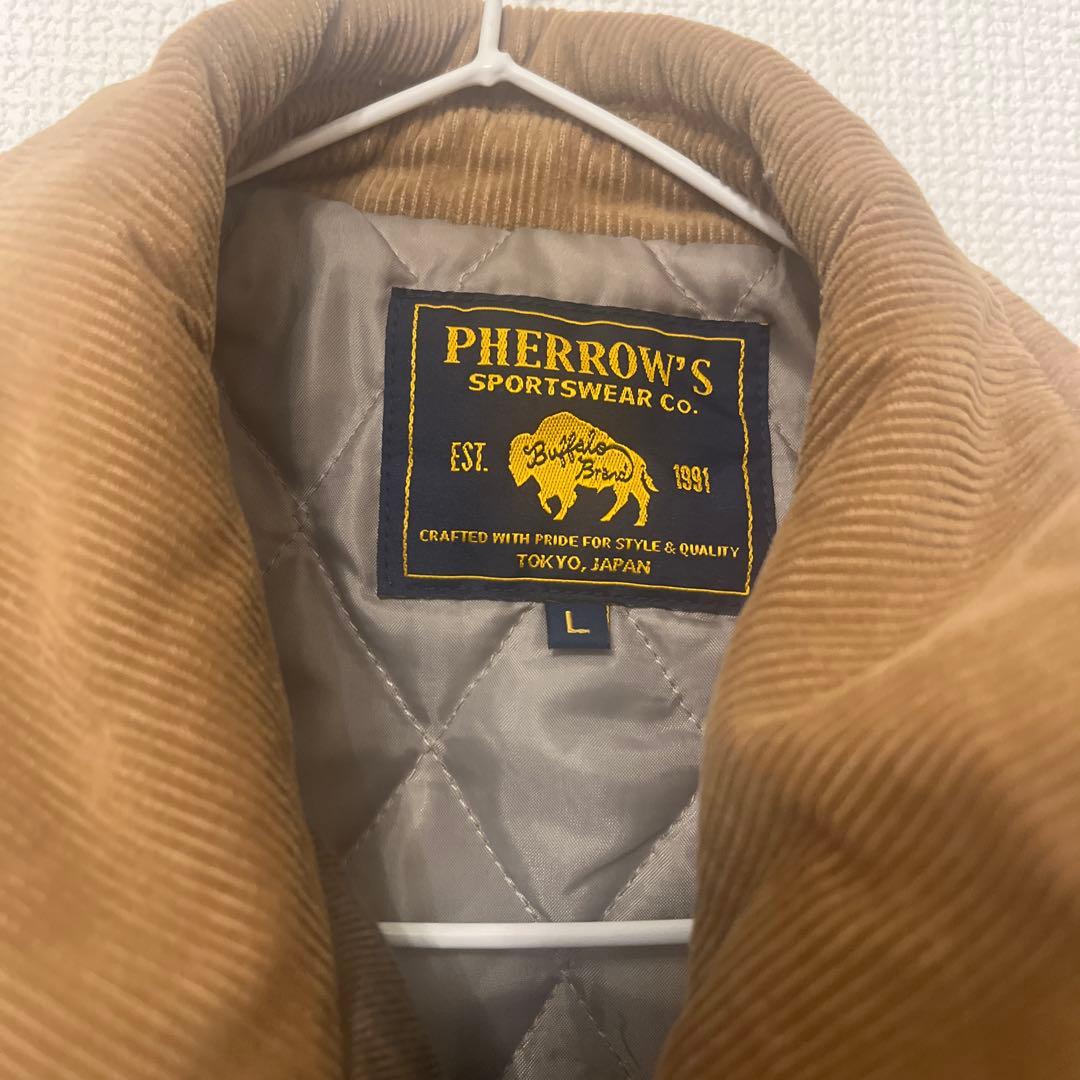 PHERROW'S
SPORTSWEAR Co.
EST.
Buffalo
Brand
1991
CRAFTED WITH PRIDE FOR STYLE & QUALITY
TOKYO, JAPAN
L